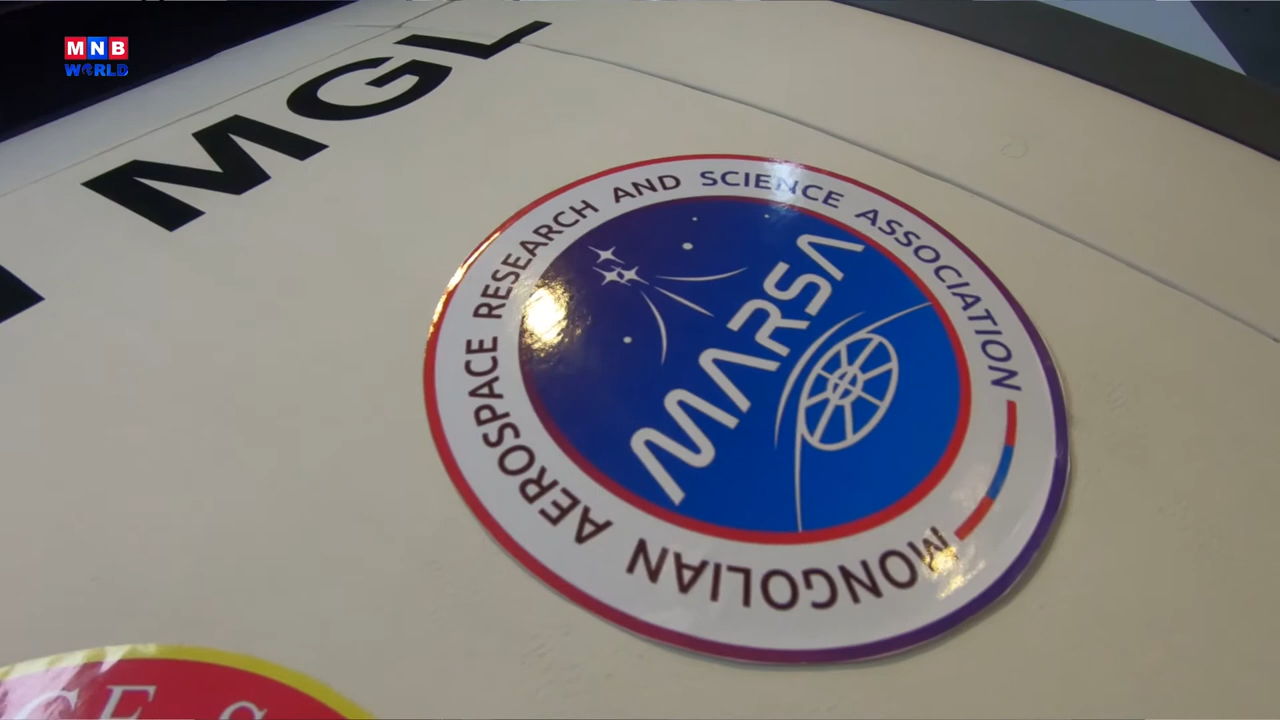 MNB
WORLD
MGL
MONGOLIAN AEROSPACE RESEARCH AND SCIENCE ASSOCIATION
MARSA